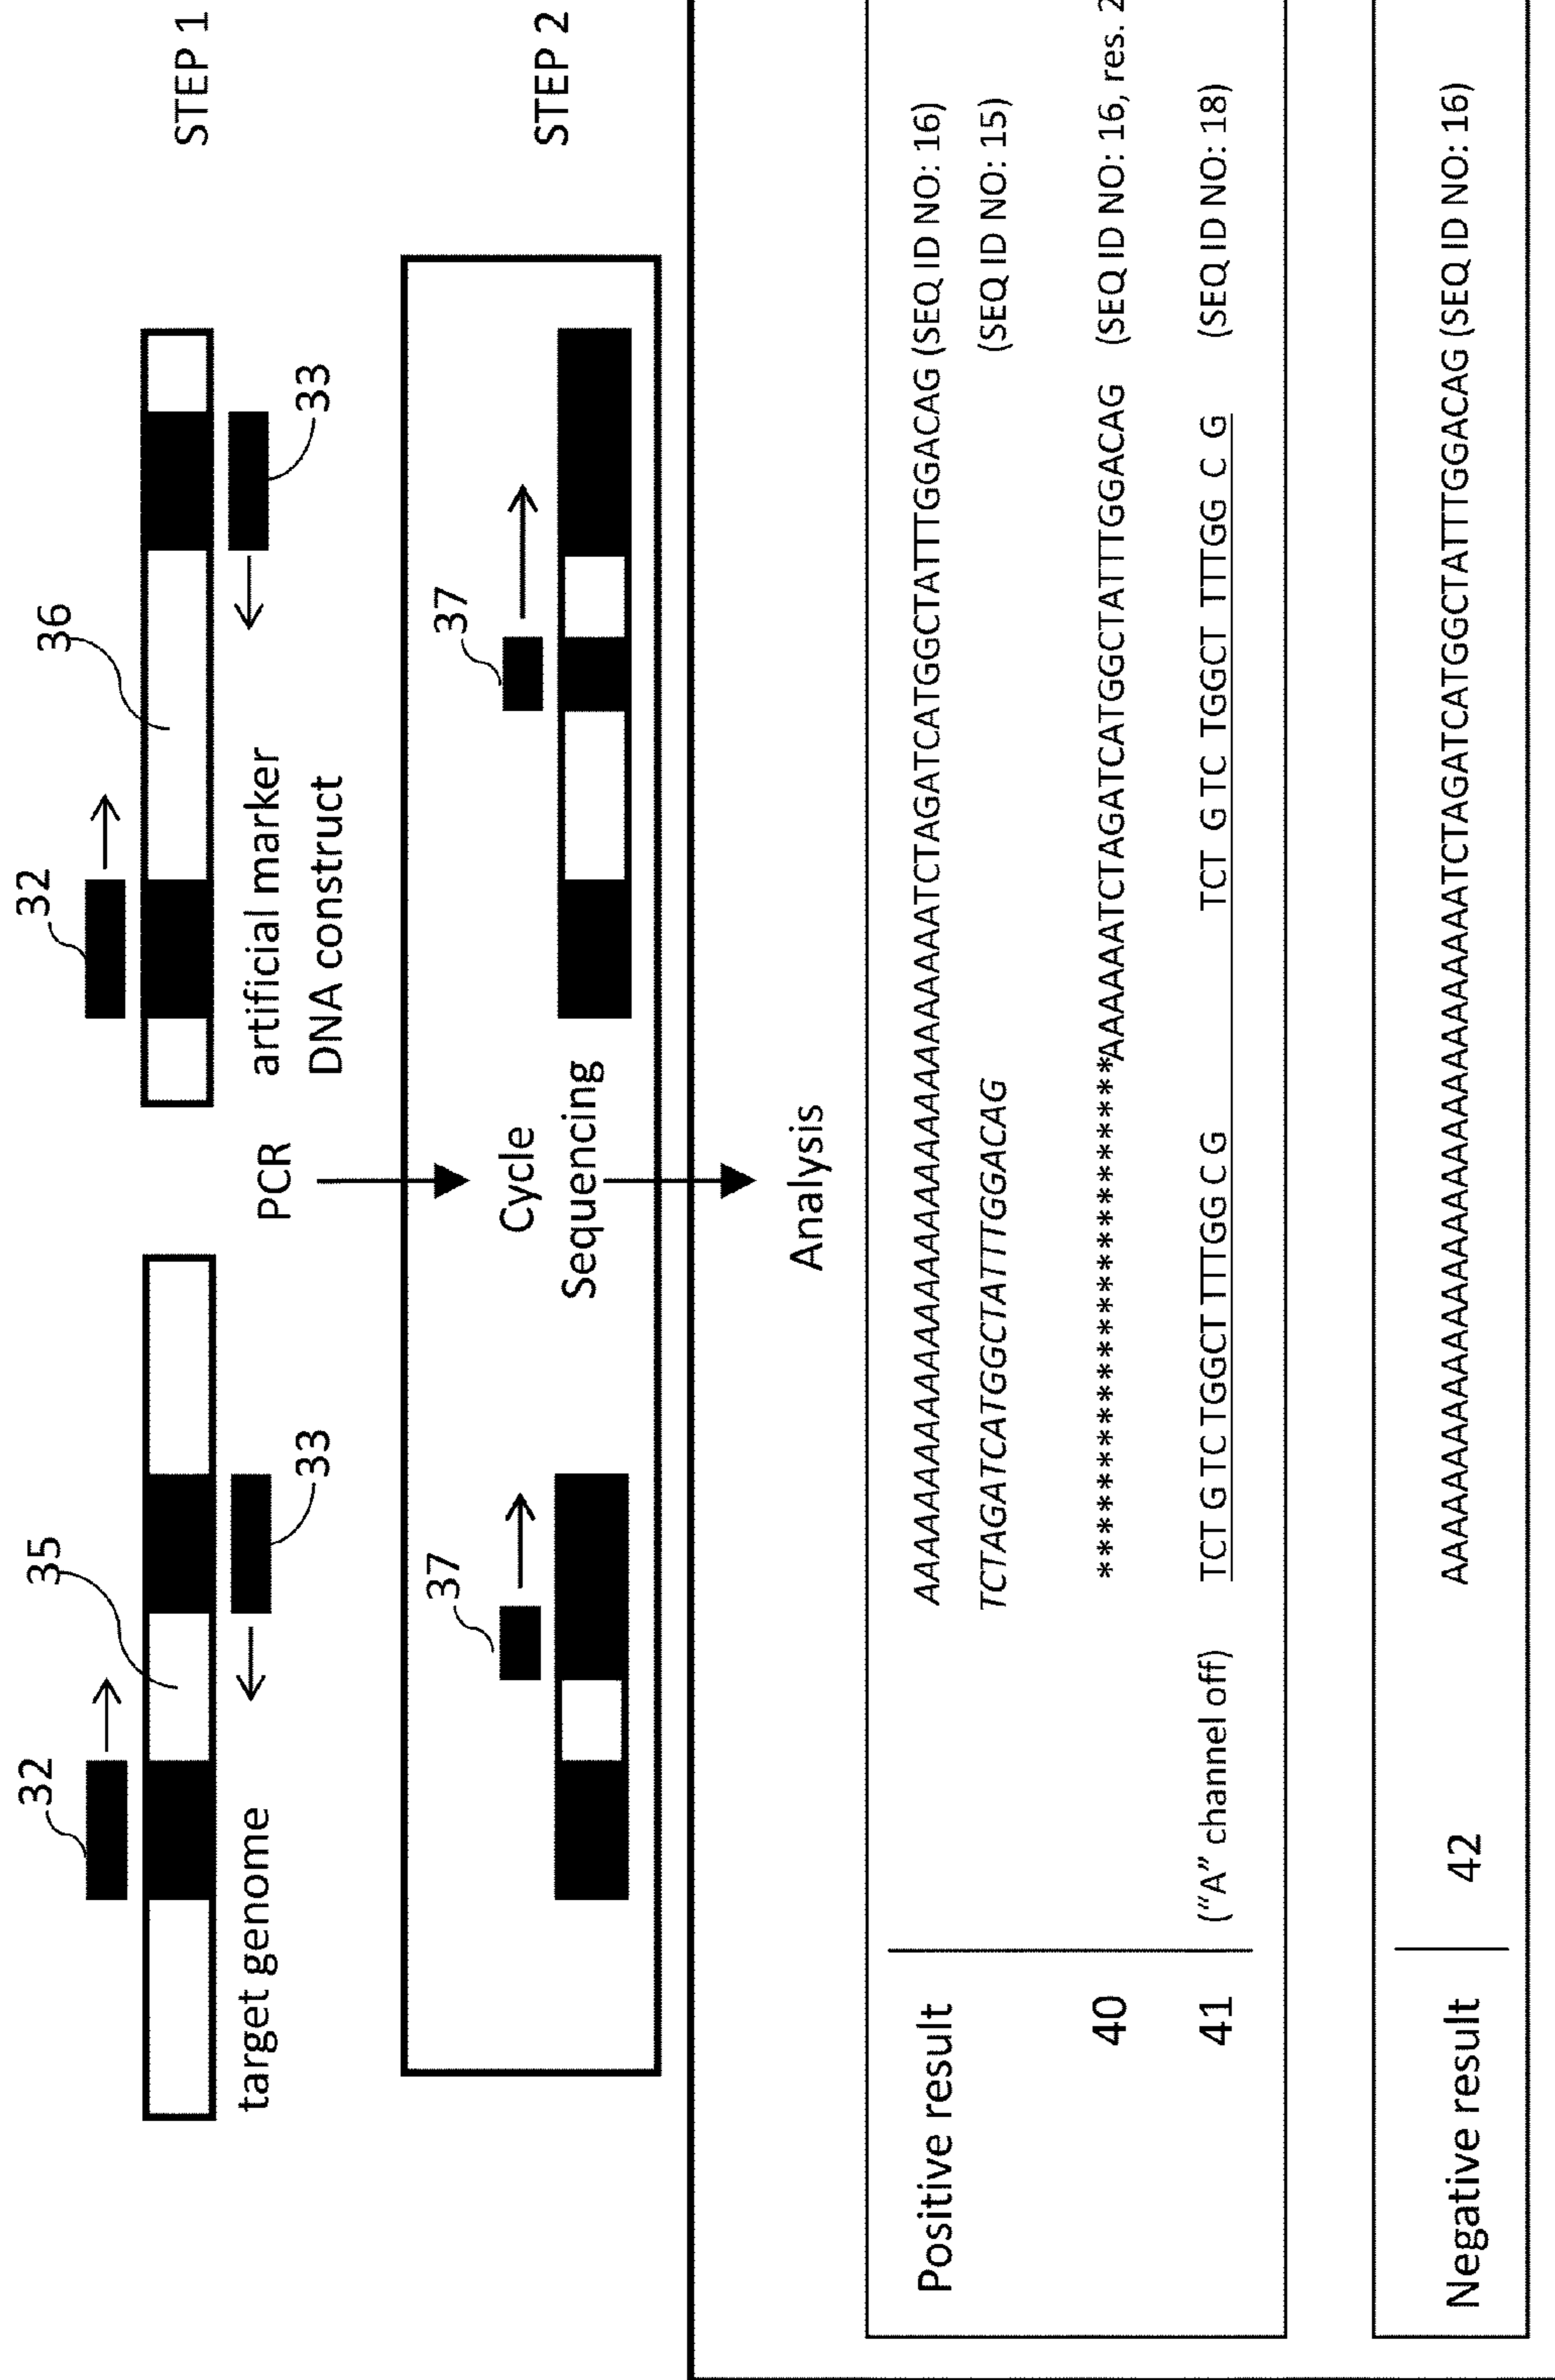 STEP 1
32
35
33
target genome
32
36
33
artificial marker
DNA construct
PCR
STEP 2
37
37
Cycle
Sequencing
Analysis
Positive result
AAAAAAAAAAAAAAAAAAAAAAAAAAAAAATCTAGATCATGGCTATTTGGACAG (SEQ ID NO: 16)
TCTAGATCATGGCTATTTGGACAG (SEQ ID NO: 15)
40 ************************AAAAAATCTAGATCATGGCTATTTGGACAG (SEQ ID NO: 16, res. 2
41 ("A" channel off) TCT G TC TGGCT TTTGG C G TCT G TC TGGCT TTTGG C G (SEQ ID NO: 18)
Negative result 42 AAAAAAAAAAAAAAAAAAAAAAAAAAAAAATCTAGATCATGGCTATTTGGACAG (SEQ ID NO: 16)